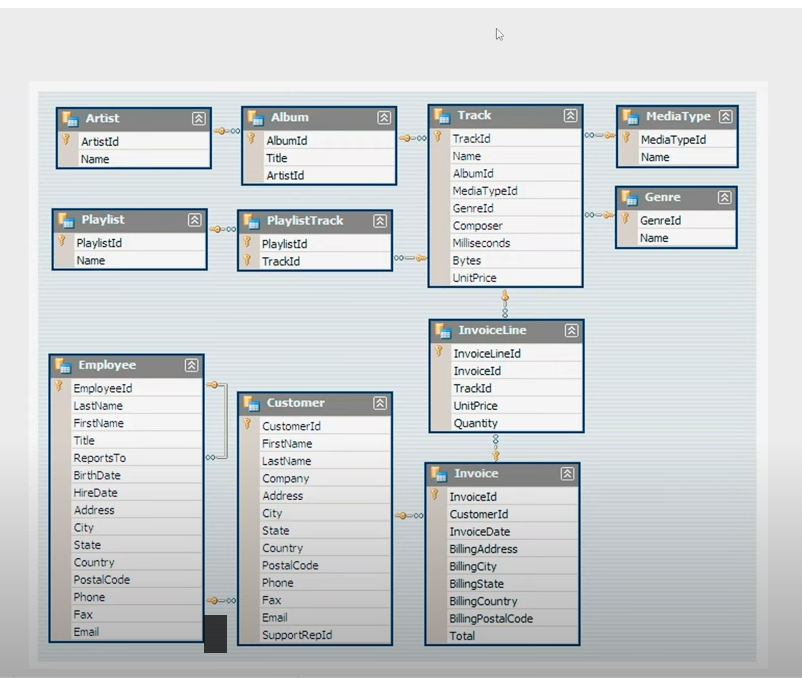 Artist
ArtistId
Name
Album
AlbumId
Title
ArtistId
Track
TrackId
Name
AlbumId
MediaTypeId
GenreId
Composer
Milliseconds
Bytes
UnitPrice
MediaType
MediaTypeId
Name
Genre
GenreId
Name
Playlist
PlaylistId
Name
PlaylistTrack
PlaylistId
TrackId
InvoiceLine
InvoiceLineId
InvoiceId
TrackId
UnitPrice
Quantity
Employee
EmployeeId
LastName
FirstName
Title
ReportsTo
BirthDate
HireDate
Address
City
State
Country
PostalCode
Phone
Fax
Email
Customer
CustomerId
FirstName
LastName
Company
Address
City
State
Country
PostalCode
Phone
Fax
Email
SupportRepId
Invoice
InvoiceId
CustomerId
InvoiceDate
BillingAddress
BillingCity
BillingState
BillingCountry
BillingPostalCode
Total